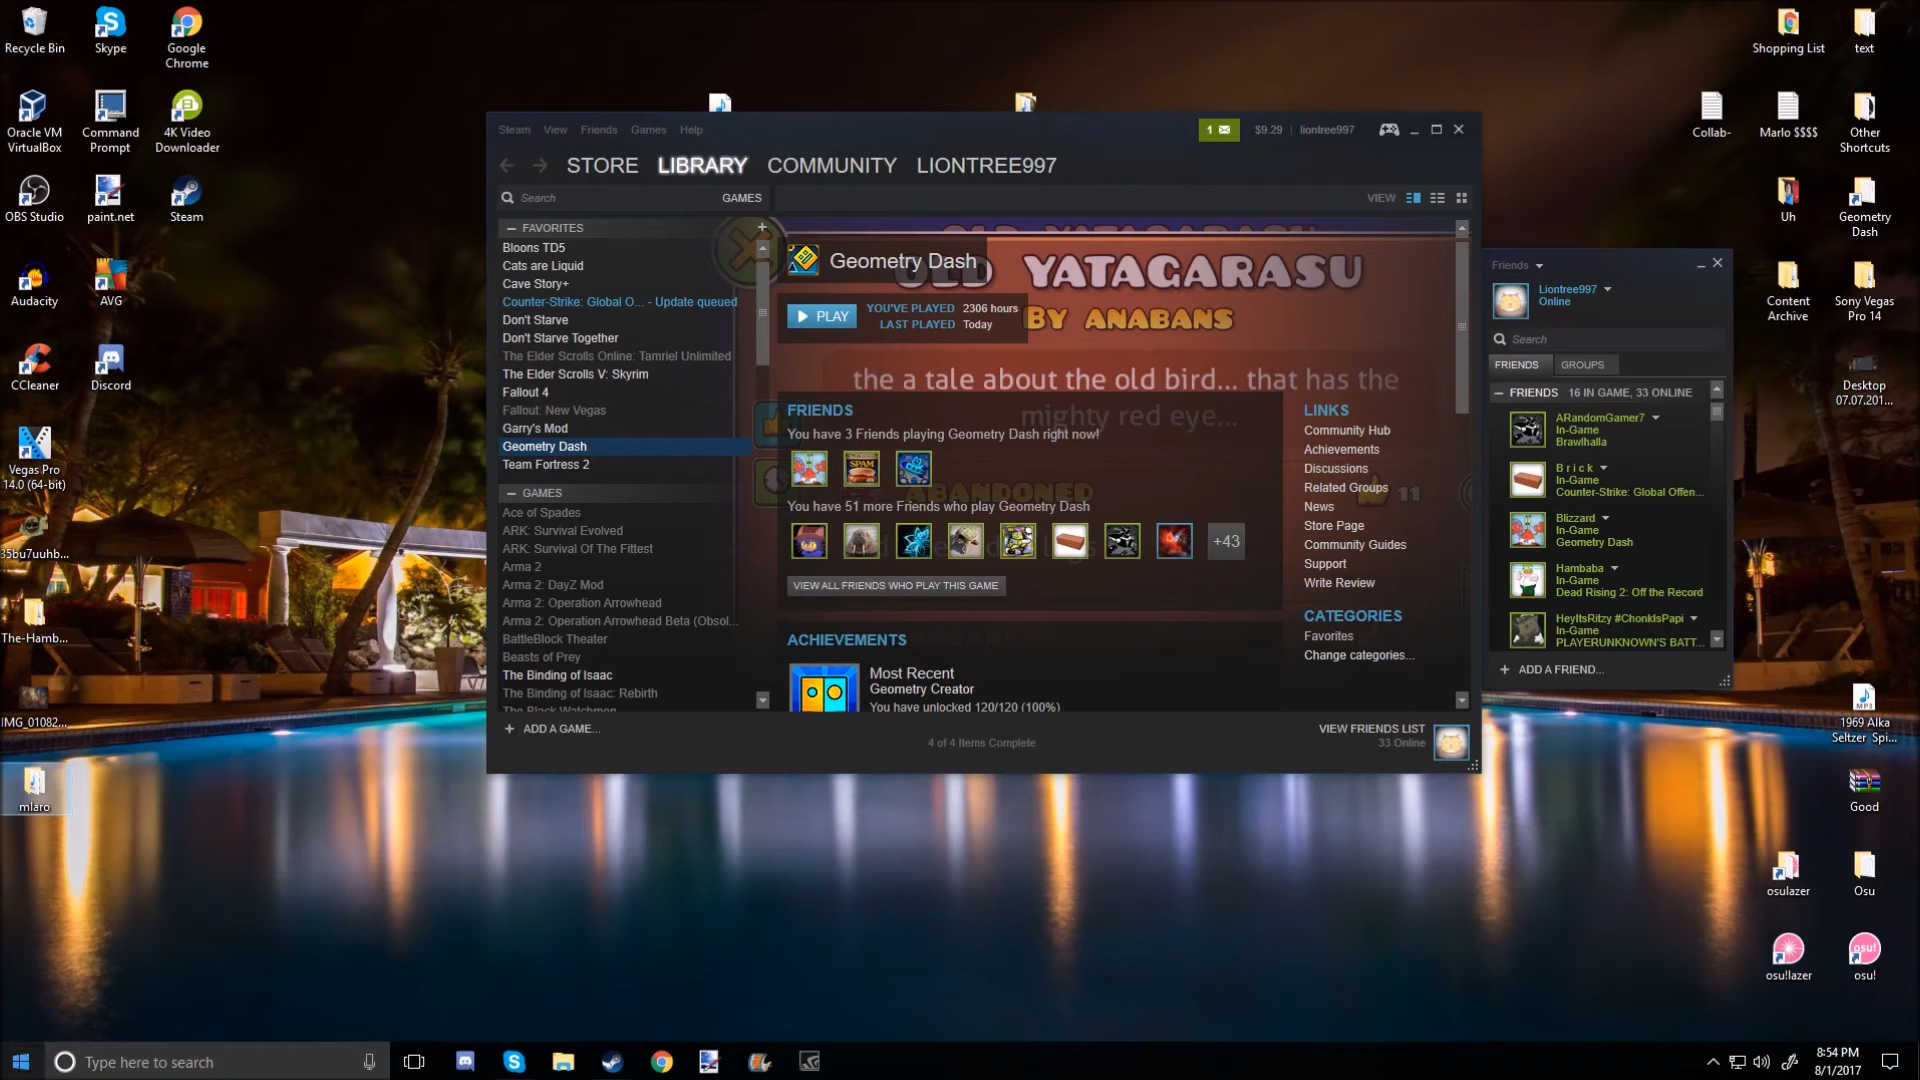 Recycle Bin
Skype
Google
Chrome
Oracle VM
VirtualBox
Command
Prompt
4K Video
Downloader
OBS Studio
paint.net
Steam
Audacity
AVG
CCleaner
Discord
Vegas Pro
14.0 (64-bit)
35bu7uuhb...
The-Hamb...
IMG_01082...
mlaro
Steam View Friends Games Help
1 $9.29 liontree997
STORE LIBRARY COMMUNITY LIONTREE997
Search GAMES
VIEW
— FAVORITES +
Bloons TD5
Cats are Liquid
Cave Story+
Counter-Strike: Global O... - Update queued
Don't Starve
Don't Starve Together
The Elder Scrolls Online: Tamriel Unlimited
The Elder Scrolls V: Skyrim
Fallout 4
Fallout: New Vegas
Garry's Mod
Geometry Dash
Team Fortress 2
— GAMES
Ace of Spades
ARK: Survival Evolved
ARK: Survival Of The Fittest
Arma 2
Arma 2: DayZ Mod
Arma 2: Operation Arrowhead
Arma 2: Operation Arrowhead Beta (Obsol...
BattleBlock Theater
Beasts of Prey
The Binding of Isaac
The Binding of Isaac: Rebirth
The Black Watchmen
+ ADD A GAME...
OLD YATAGARASU
Geometry Dash
OLD YATAGARASU
BY ANABANS
PLAY
YOU'VE PLAYED 2306 hours
LAST PLAYED Today
the a tale about the old bird... that has the
mighty red eye...
FRIENDS
You have 3 Friends playing Geometry Dash right now!
SPAM
ABANDONED
11
You have 51 more Friends who play Geometry Dash
+43
VIEW ALL FRIENDS WHO PLAY THIS GAME
LINKS
Community Hub
Achievements
Discussions
Related Groups
News
Store Page
Community Guides
Support
Write Review
CATEGORIES
Favorites
Change categories...
ACHIEVEMENTS
Most Recent
Geometry Creator
You have unlocked 120/120 (100%)
4 of 4 Items Complete
VIEW FRIENDS LIST
33 Online
Friends
Liontree997
Online
Search
FRIENDS GROUPS
— FRIENDS 16 IN GAME, 33 ONLINE
ARandomGamer7
In-Game
Brawlhalla
B r i c k
In-Game
Counter-Strike: Global Offen...
Blizzard
In-Game
Geometry Dash
Hambaba
In-Game
Dead Rising 2: Off the Record
HeyItsRitzy #ChonkIsPapi
In-Game
PLAYERUNKNOWN'S BATT...
+ ADD A FRIEND...
Shopping List
text
Collab-
Marlo $$$$
Other
Shortcuts
Uh
Geometry
Dash
Content
Archive
Sony Vegas
Pro 14
Desktop
07.07.201...
MP3
1969 Alka
Seltzer Spi...
Good
osulazer
Osu
osu!
osu!lazer
osu!
Type here to search
8:54 PM
8/1/2017